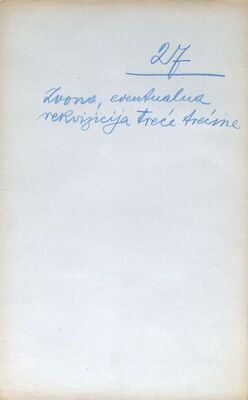 27
Zvona, eventualna
rekvizicija treće trećine